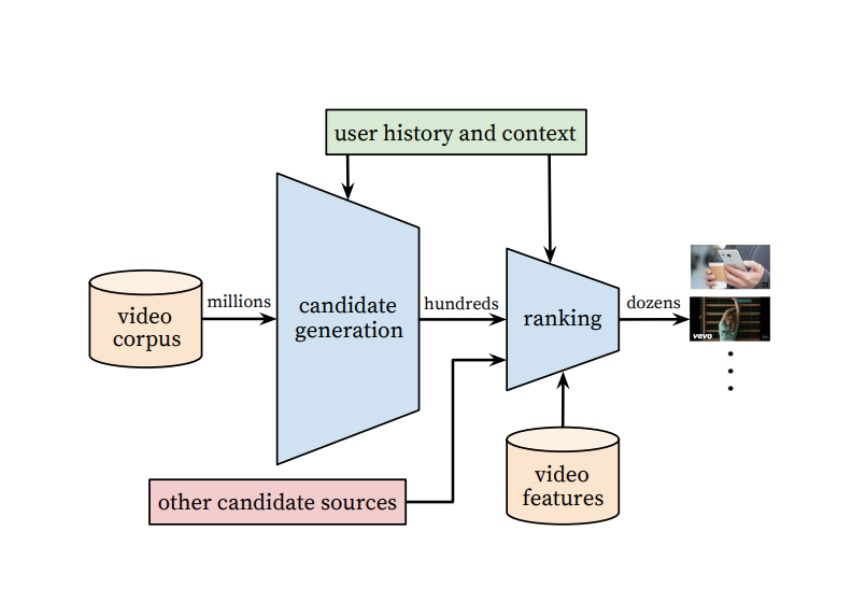 user history and context
video
corpus
millions
candidate
generation
hundreds
ranking
dozens
vevo
other candidate sources
video
features